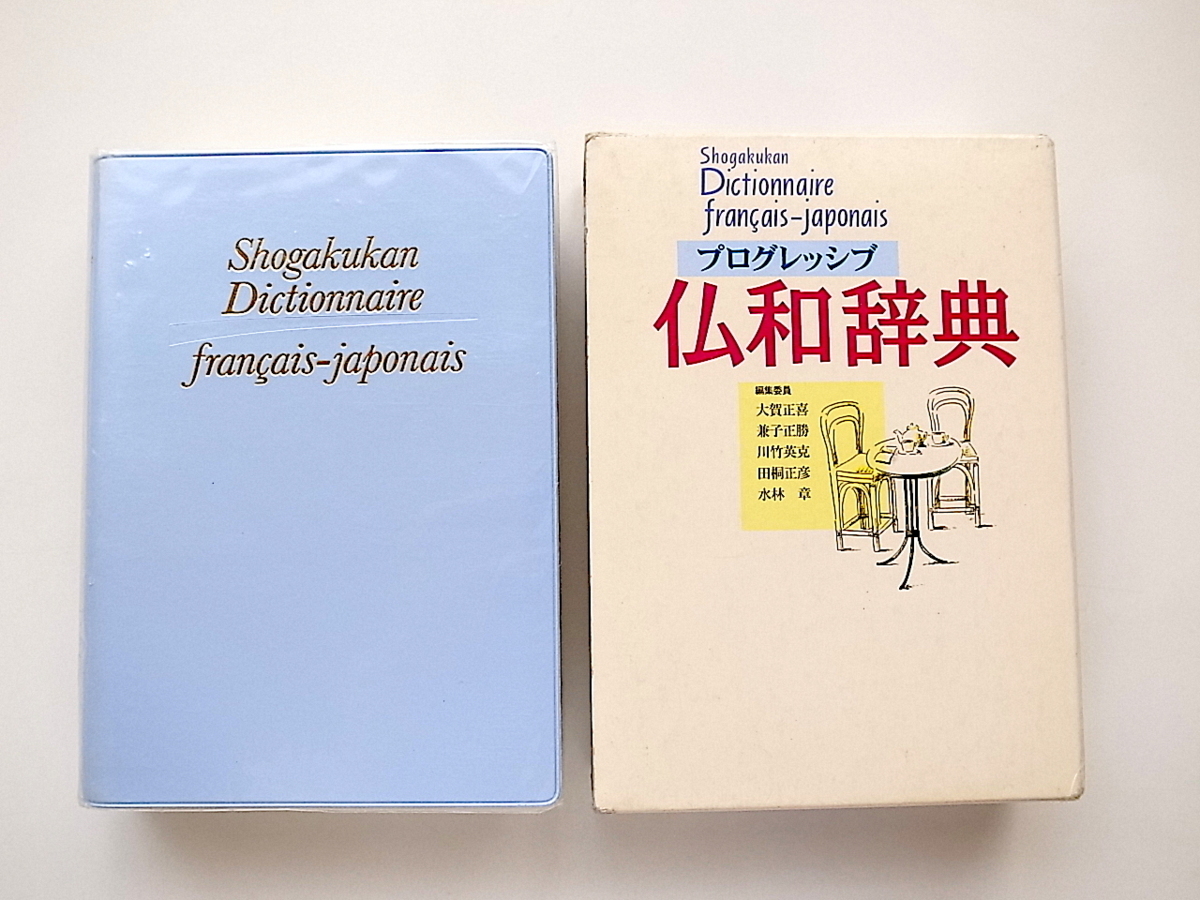 Shogakukan
Dictionnaire
français-japonais
Shogakukan
Dictionnaire
français-japonais
プログレッシブ
仏和辞典
編集委員
大賀正喜
兼子正勝
川竹英克
田桐正彦
水林 章